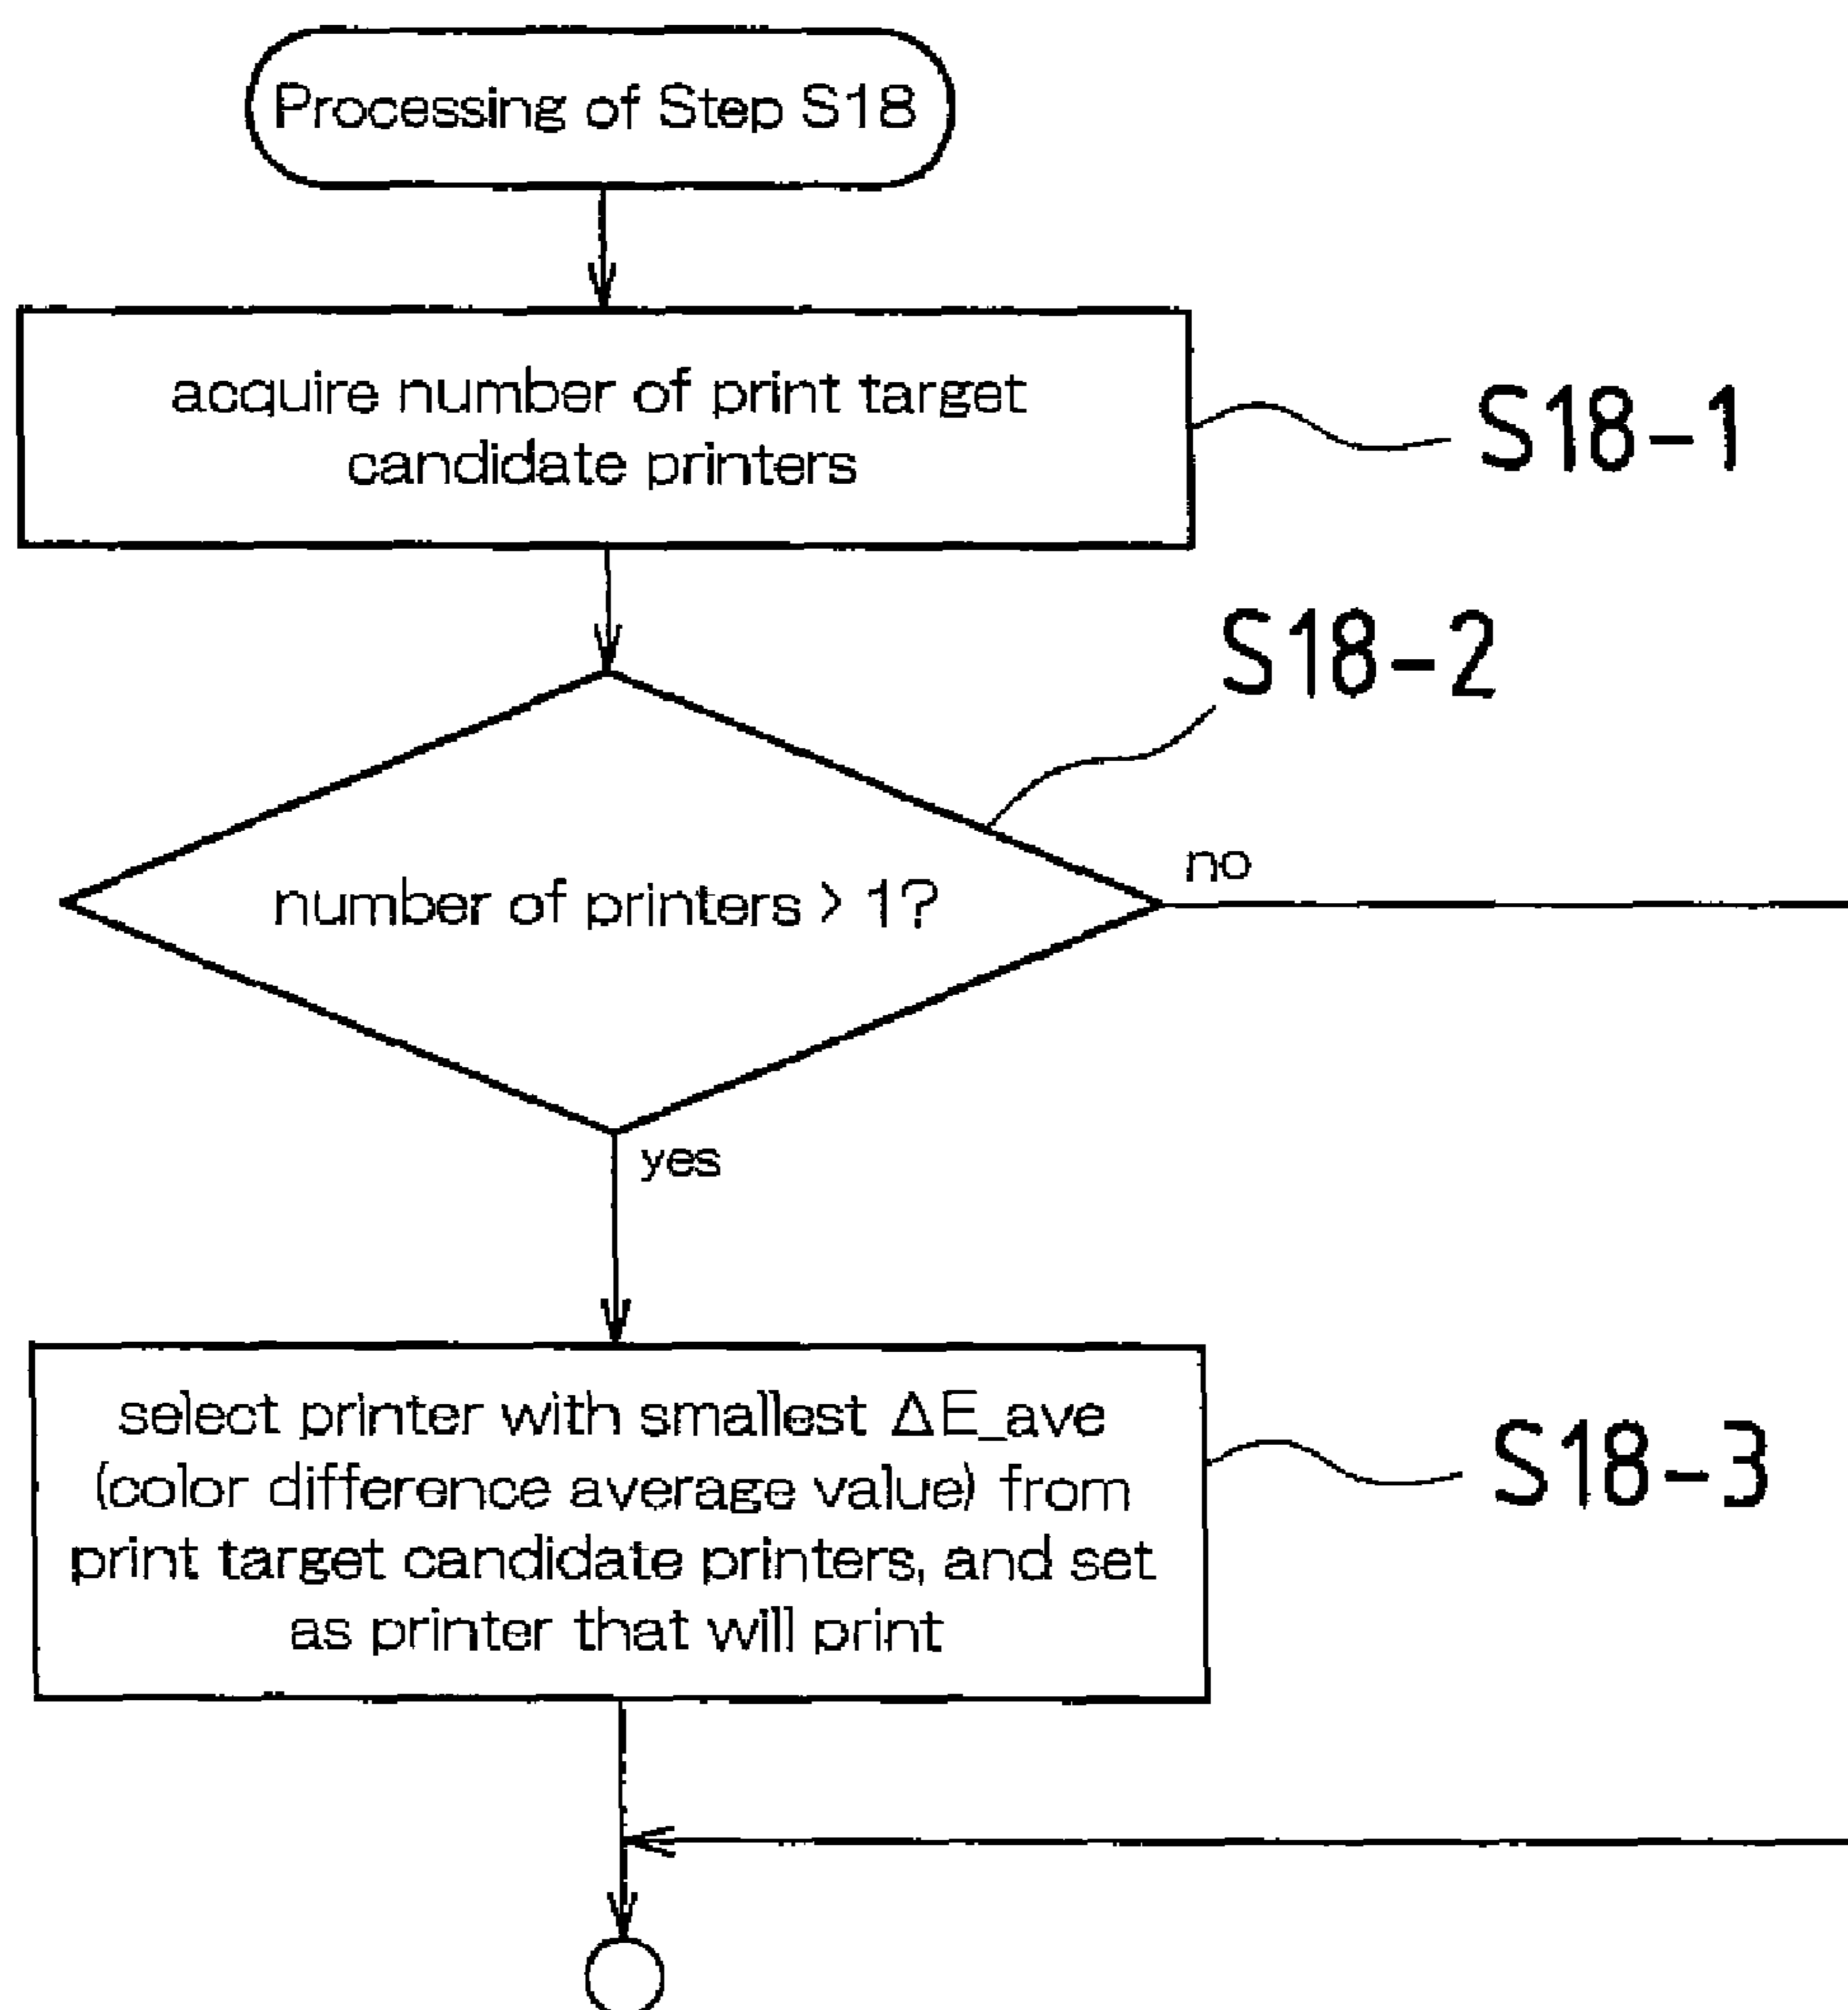 Processing of Step S18
acquire number of print target
candidate printers
S18-1
S18-2
number of printers > 1?
no
yes
select printer with smallest ΔE_ave
(color difference average value) from
print target candidate printers, and set
as printer that will print
S18-3